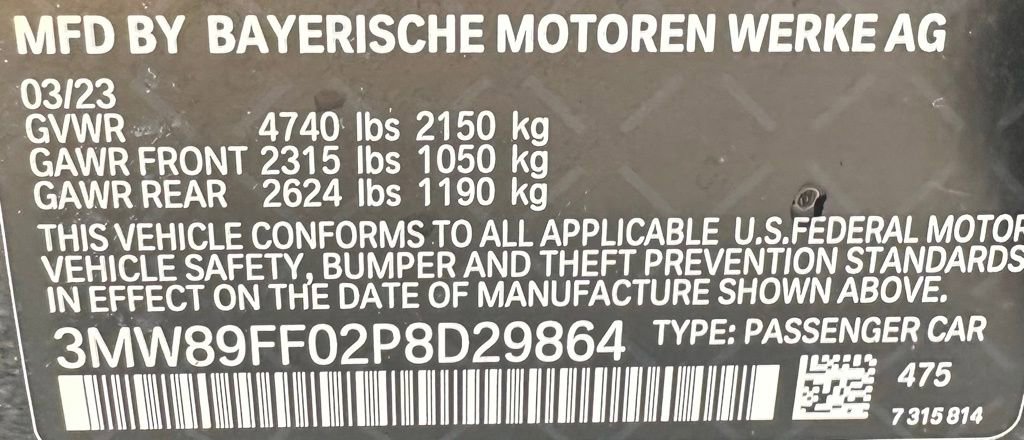 MFD BY BAYERISCHE MOTOREN WERKE AG
03/23
GVWR 4740 lbs 2150 kg
GAWR FRONT 2315 lbs 1050 kg
GAWR REAR 2624 lbs 1190 kg
THIS VEHICLE CONFORMS TO ALL APPLICABLE U.S.FEDERAL MOTOR
VEHICLE SAFETY, BUMPER AND THEFT PREVENTION STANDARDS
IN EFFECT ON THE DATE OF MANUFACTURE SHOWN ABOVE.
3MW89FF02P8D29864 TYPE: PASSENGER CAR
475
7 315 814